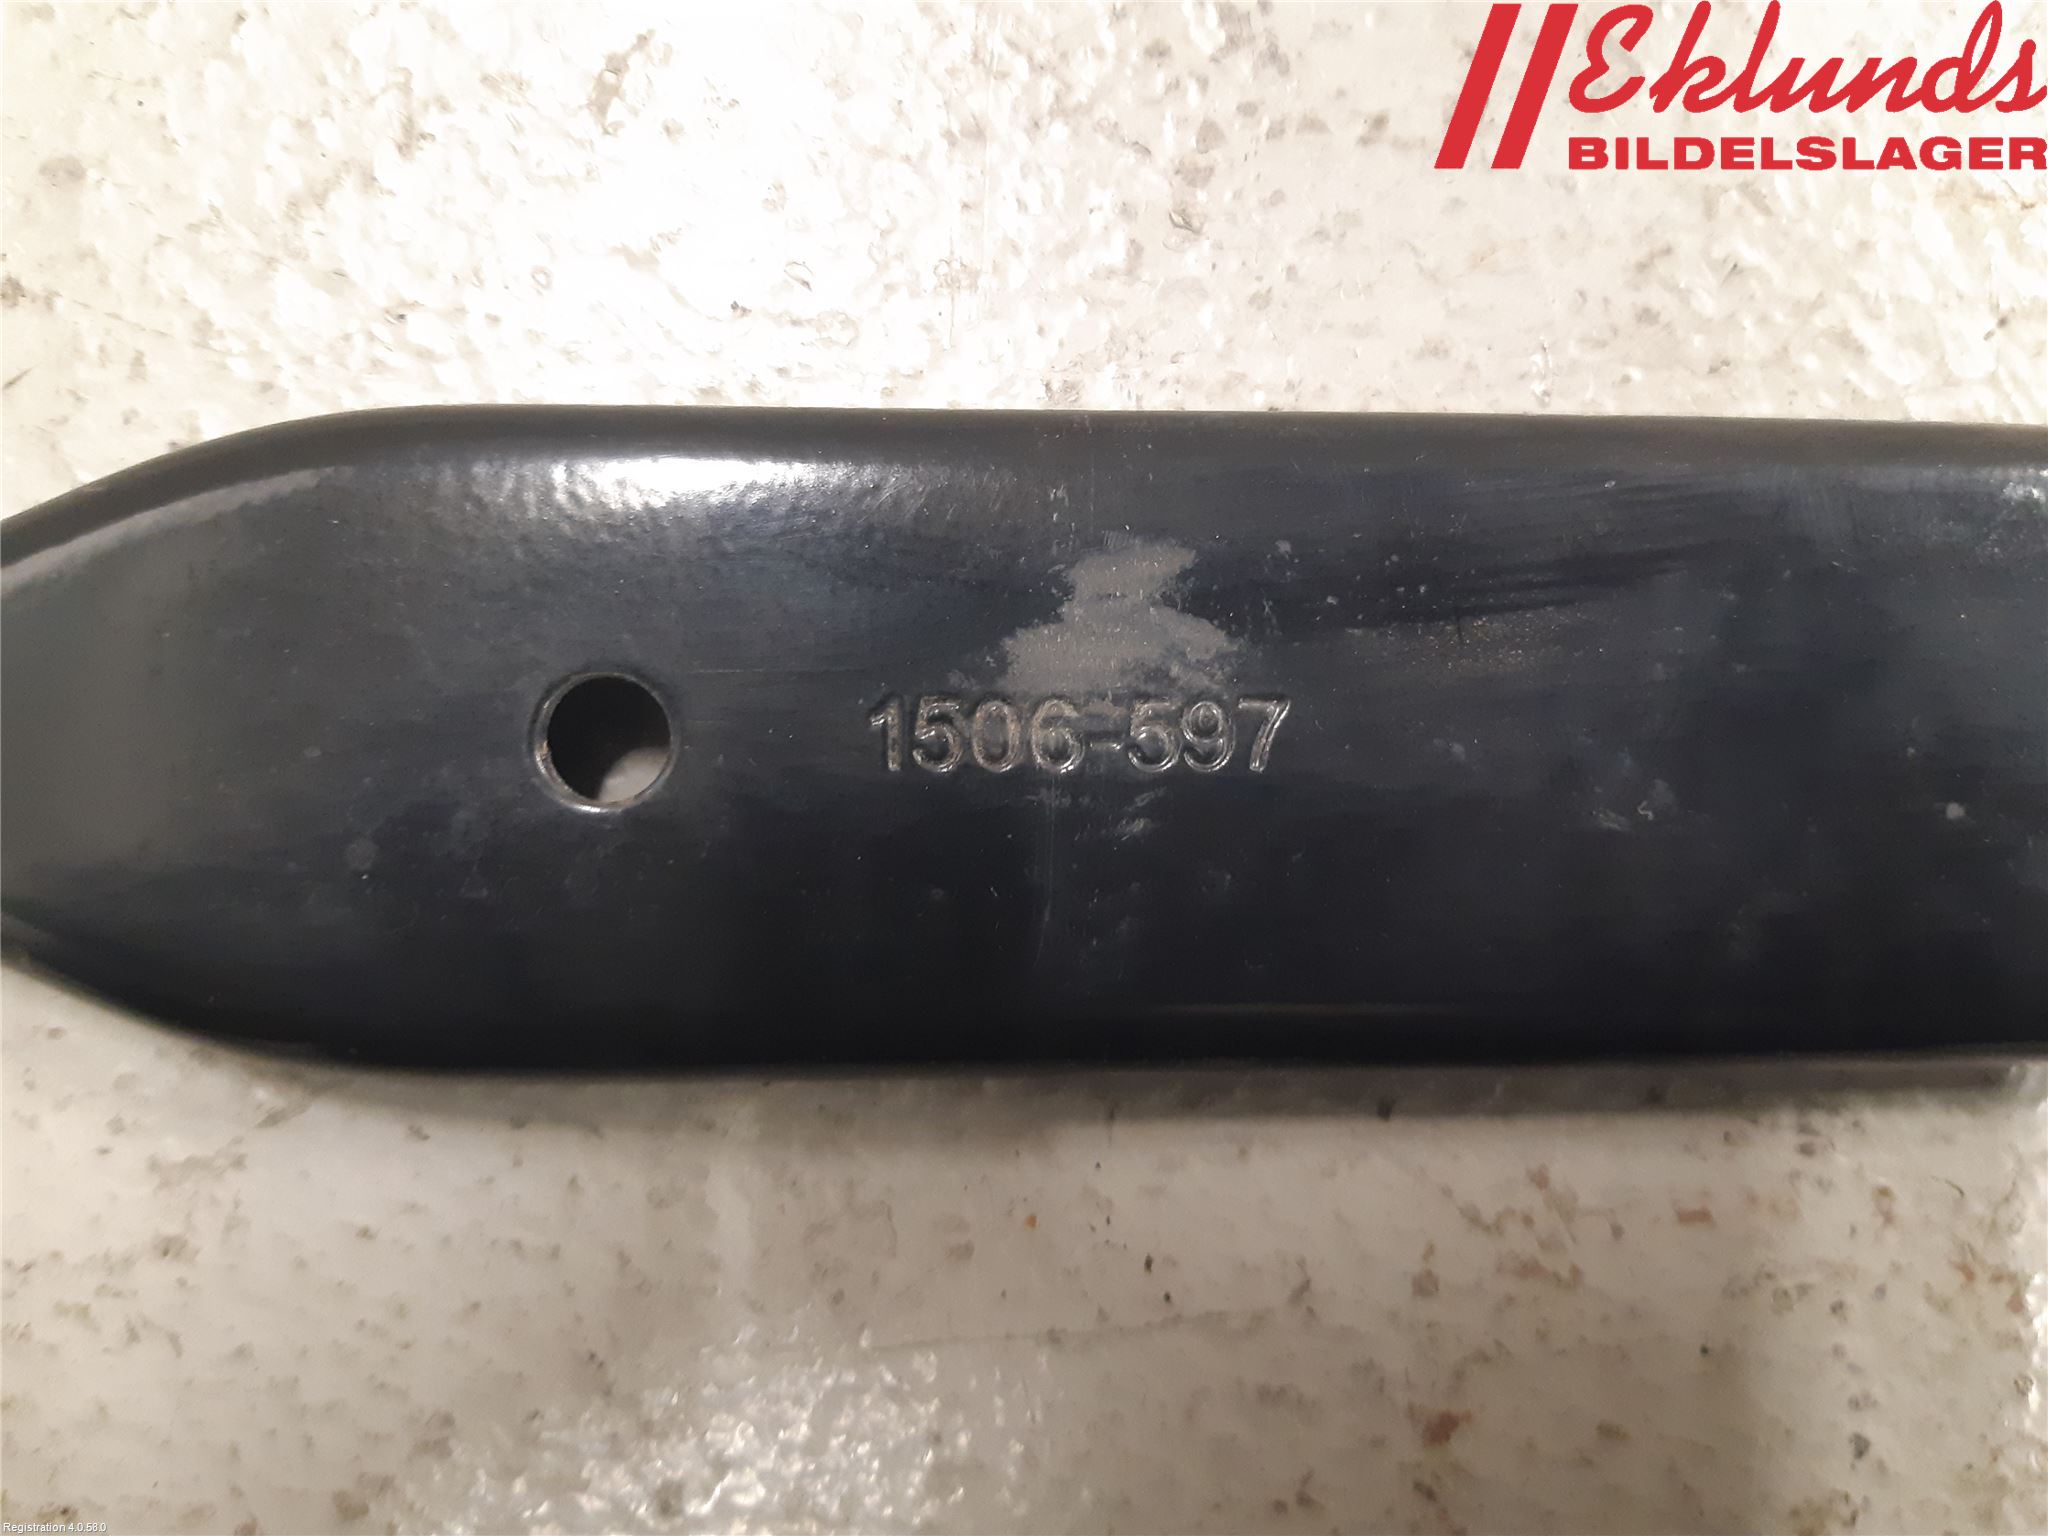 Eklunds
BILDELSLAGER
1506-597
Registration 4.0.58.0